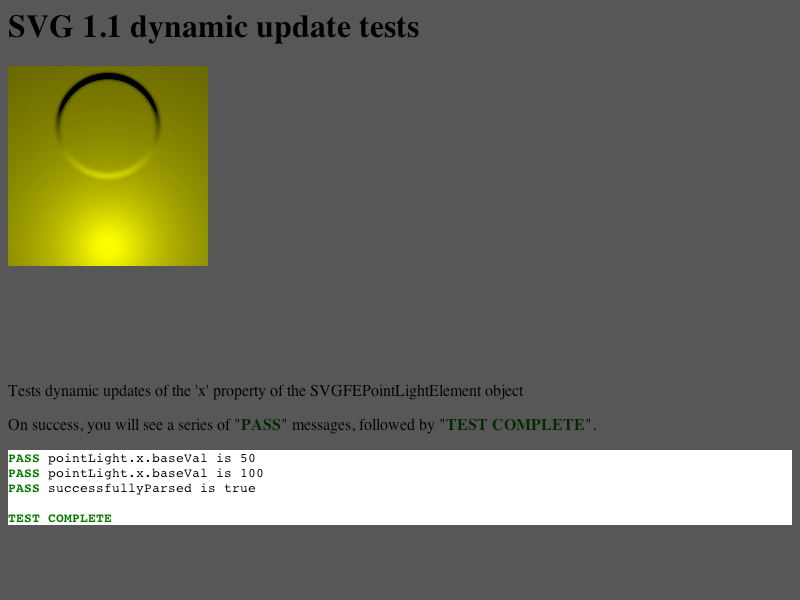 SVG 1.1 dynamic update tests
Tests dynamic updates of the 'x' property of the SVGFEPointLightElement object
On success, you will see a series of "PASS" messages, followed by "TEST COMPLETE".
PASS pointLight.x.baseVal is 50
PASS pointLight.x.baseVal is 100
PASS successfullyParsed is true
TEST COMPLETE